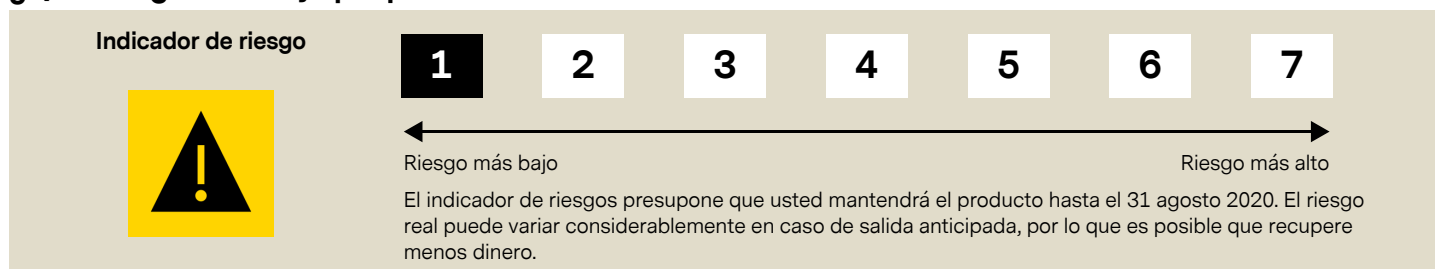 Indicador de riesgo
1 2 3 4 5 6 7
Riesgo más bajo Riesgo más alto
El indicador de riesgos presupone que usted mantendrá el producto hasta el 31 agosto 2020. El riesgo
real puede variar considerablemente en caso de salida anticipada, por lo que es posible que recupere
menos dinero.